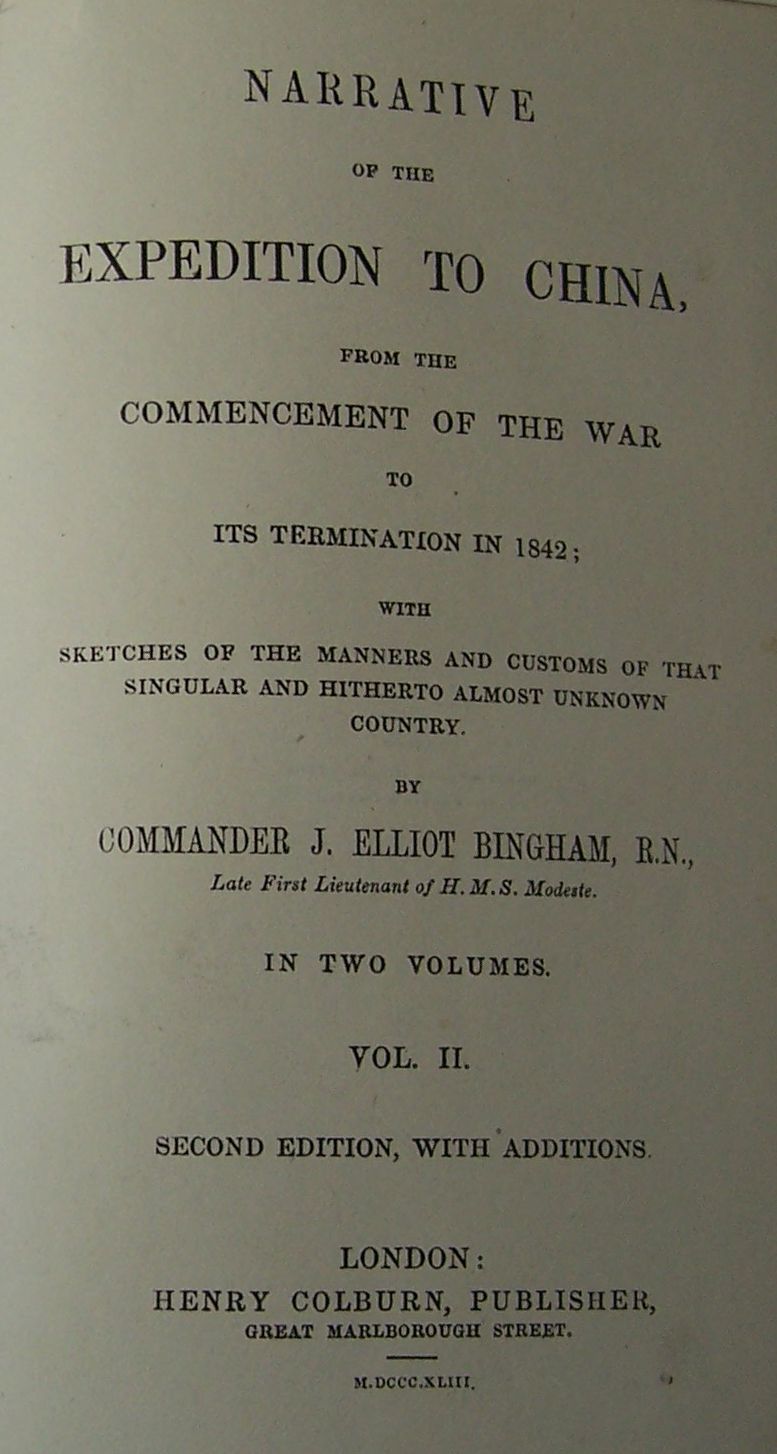 NARRATIVE
OF THE
EXPEDITION TO CHINA,
FROM THE
COMMENCEMENT OF THE WAR
TO
ITS TERMINATION IN 1842;
WITH
SKETCHES OF THE MANNERS AND CUSTOMS OF THAT
SINGULAR AND HITHERTO ALMOST UNKNOWN
COUNTRY.
BY
COMMANDER J. ELLIOT BINGHAM, R.N.,
Late First Lieutenant of H. M. S. Modeste.
IN TWO VOLUMES.
VOL. II.
SECOND EDITION, WITH ADDITIONS.
LONDON:
HENRY COLBURN, PUBLISHER,
GREAT MARLBOROUGH STREET.
M.DCCC.XLIII.